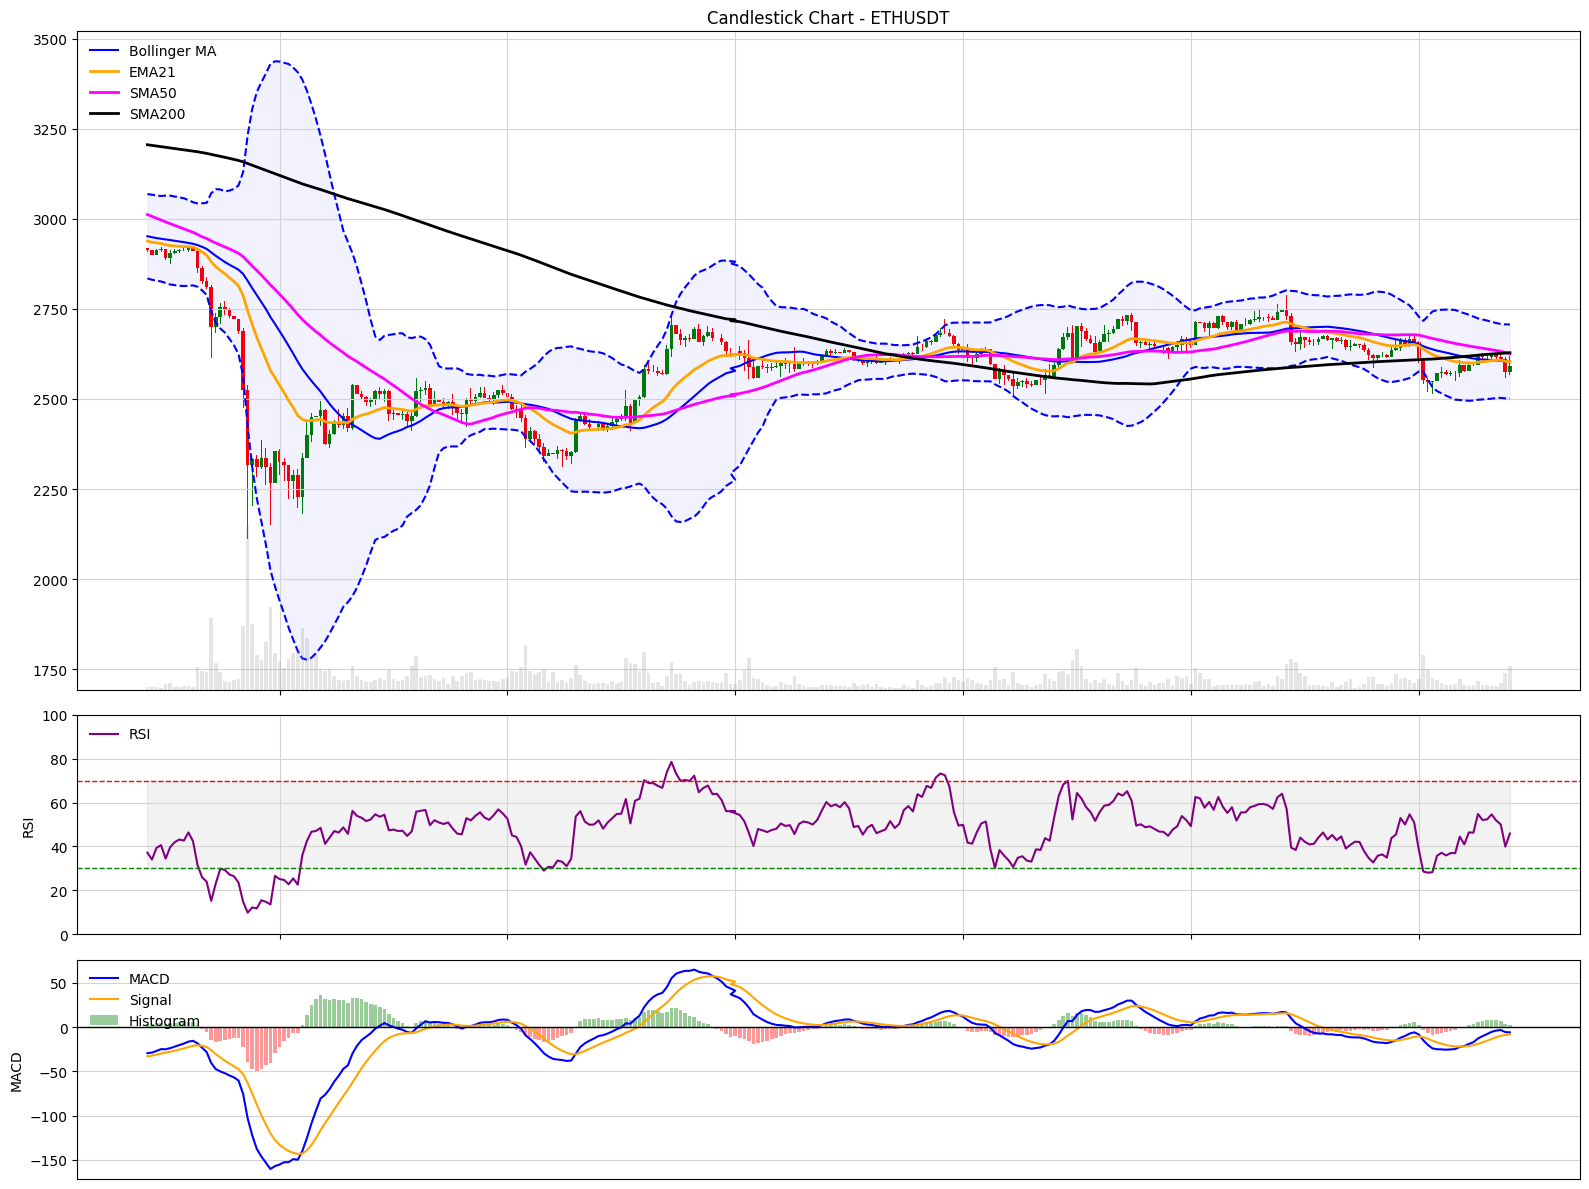 Candlestick Chart - ETHUSDT
Bollinger MA
EMA21
SMA50
SMA200
3500
3250
3000
2750
2500
2250
2000
1750
RSI
RSI
100
80
60
40
20
0
MACD
Signal
Histogram
MACD
50
0
−50
−100
−150